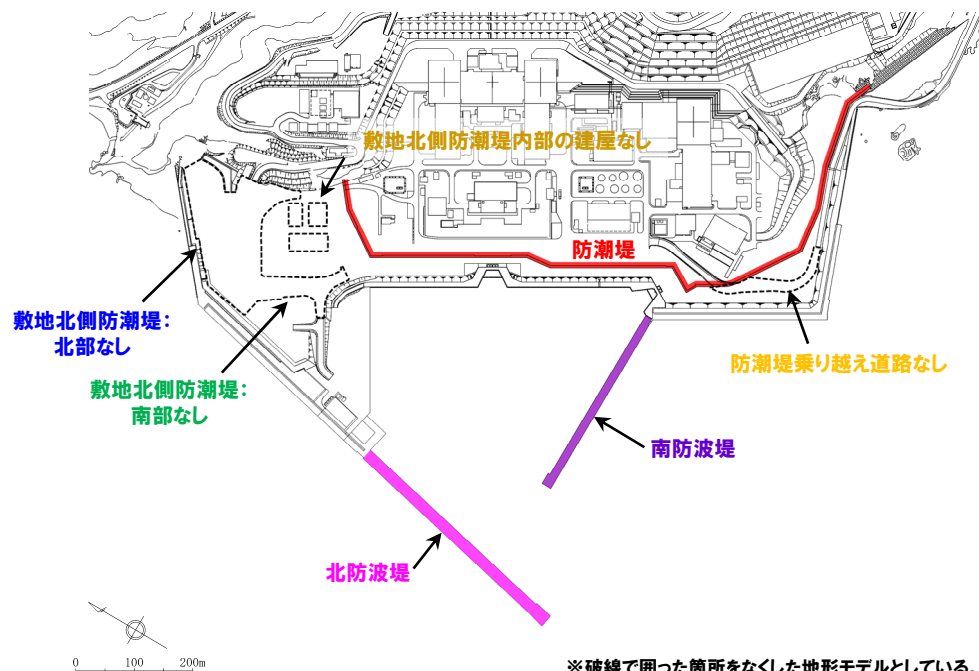 敷地北側防潮堤内部の建屋なし
防潮堤
敷地北側防潮堤：
北部なし
敷地北側防潮堤：
南部なし
防潮堤乗り越え道路なし
南防波堤
北防波堤
0 100 200m
※破線で囲った箇所をなくした地形モデルとしている。